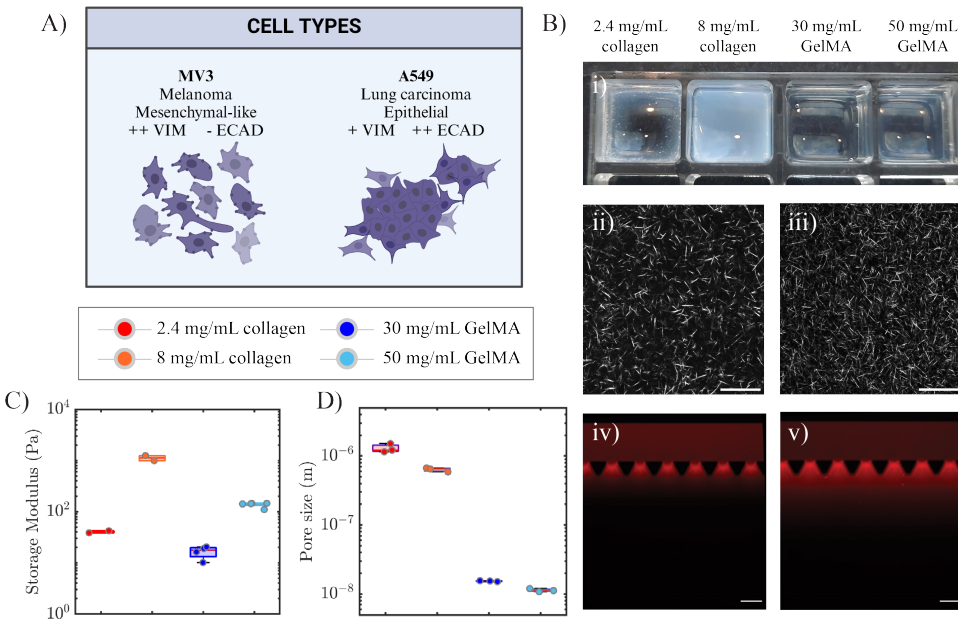 A)
CELL TYPES
MV3
Melanoma
Mesenchymal-like
++ VIM - ECAD
A549
Lung carcinoma
Epithelial
+ VIM ++ ECAD
2.4 mg/mL collagen
8 mg/mL collagen
30 mg/mL GelMA
50 mg/mL GelMA
B)
2.4 mg/mL
collagen
8 mg/mL
collagen
30 mg/mL
GelMA
50 mg/mL
GelMA
i)
ii)
iii)
iv)
v)
C)
Storage Modulus (Pa)
10^4
10^2
10^0
D)
Pore size (m)
10^-6
10^-7
10^-8